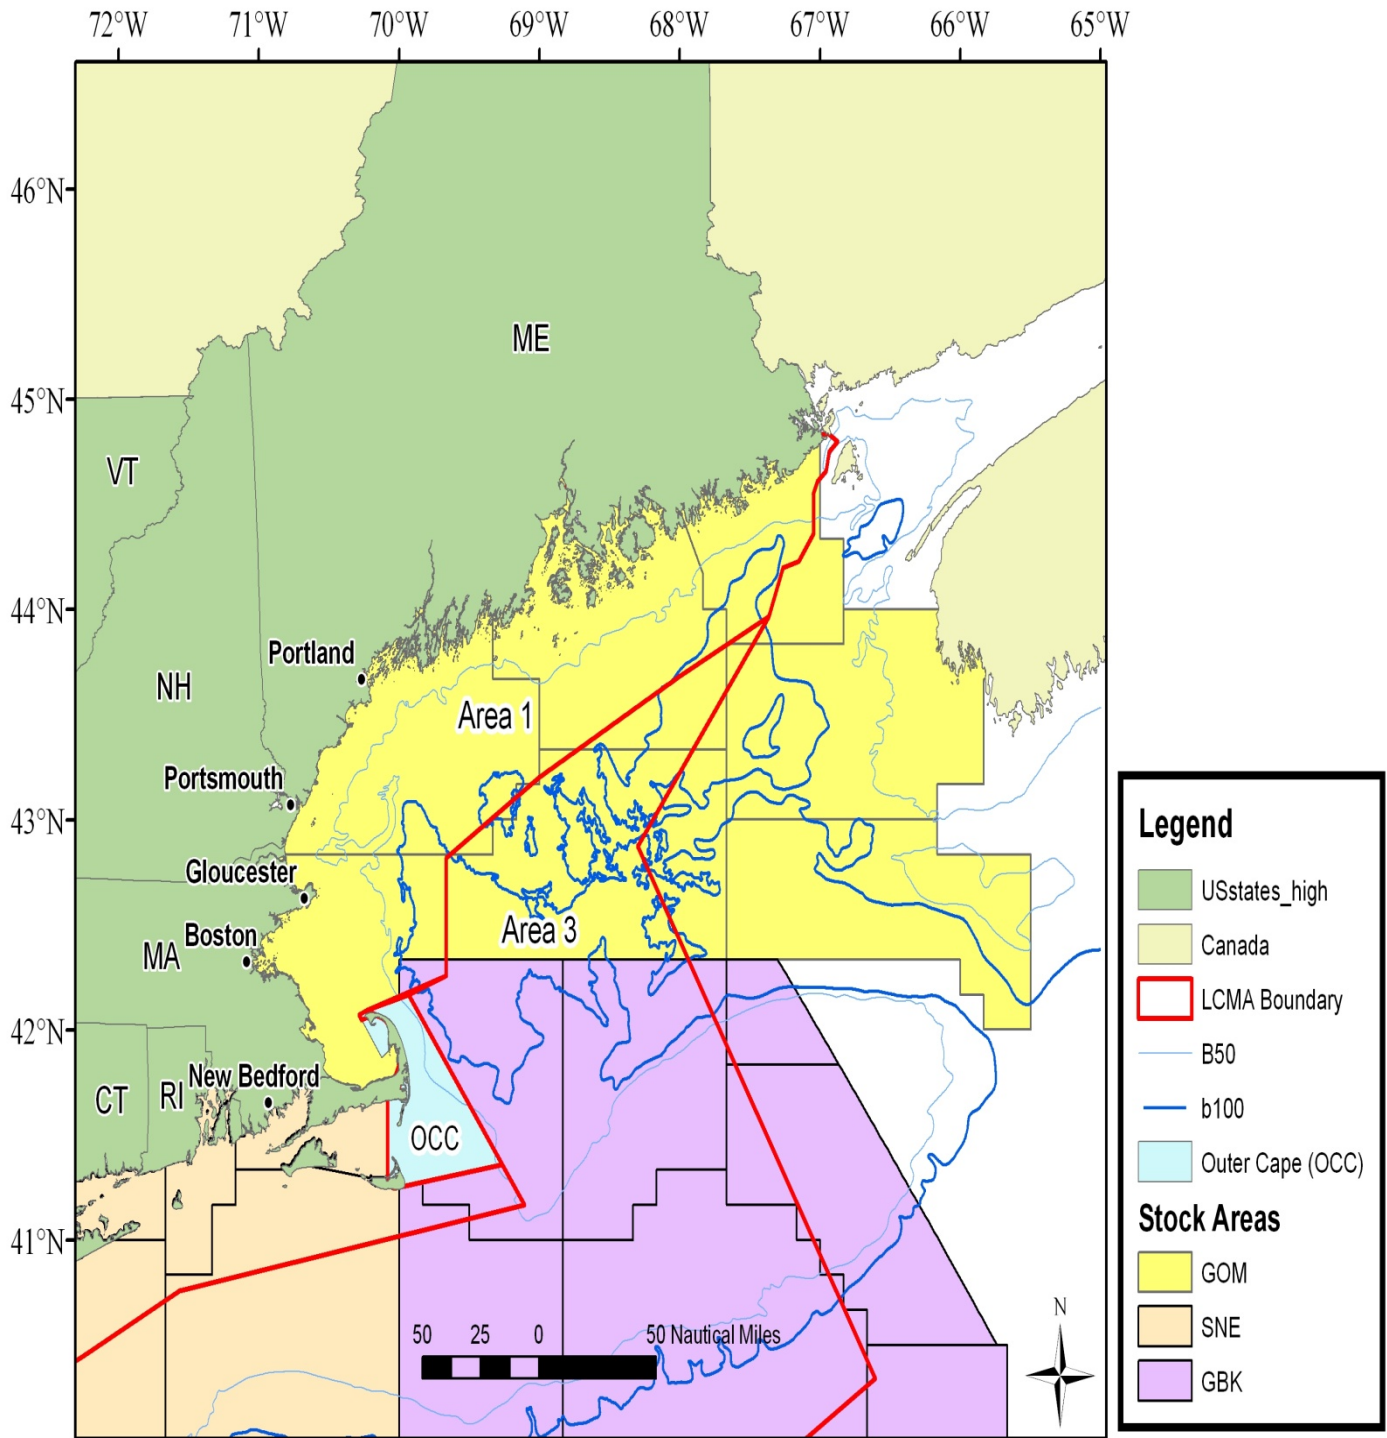 72°W 71°W 70°W 69°W 68°W 67°W 66°W 65°W
46°N
ME
45°N
VT
44°N
Portland
NH
Area 1
Portsmouth
43°N
Gloucester
Area 3
Boston
MA
42°N
New Bedford
CT RI
OCC
41°N
50 25 0 50 Nautical Miles
N
Legend
USstates_high
Canada
LCMA Boundary
B50
b100
Outer Cape (OCC)
Stock Areas
GOM
SNE
GBK